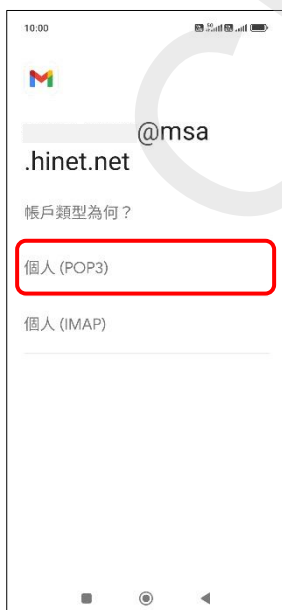 10:00
@msa
.hinet.net
帳戶類型為何？
個人 (POP3)
個人 (IMAP)